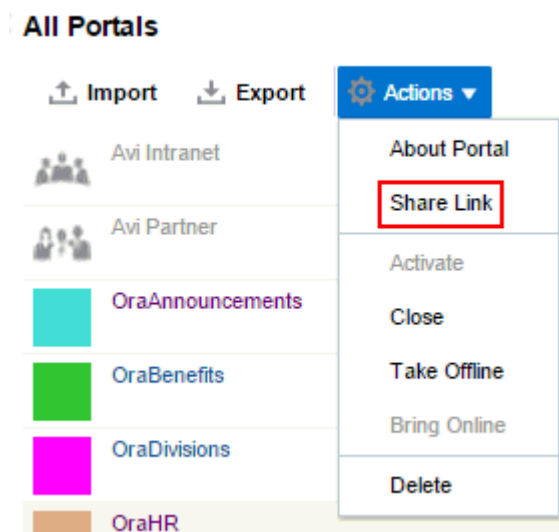 All Portals
Import Export Actions
Avi Intranet
Avi Partner
OraAnnouncements
OraBenefits
OraDivisions
OraHR
About Portal
Share Link
Activate
Close
Take Offline
Bring Online
Delete